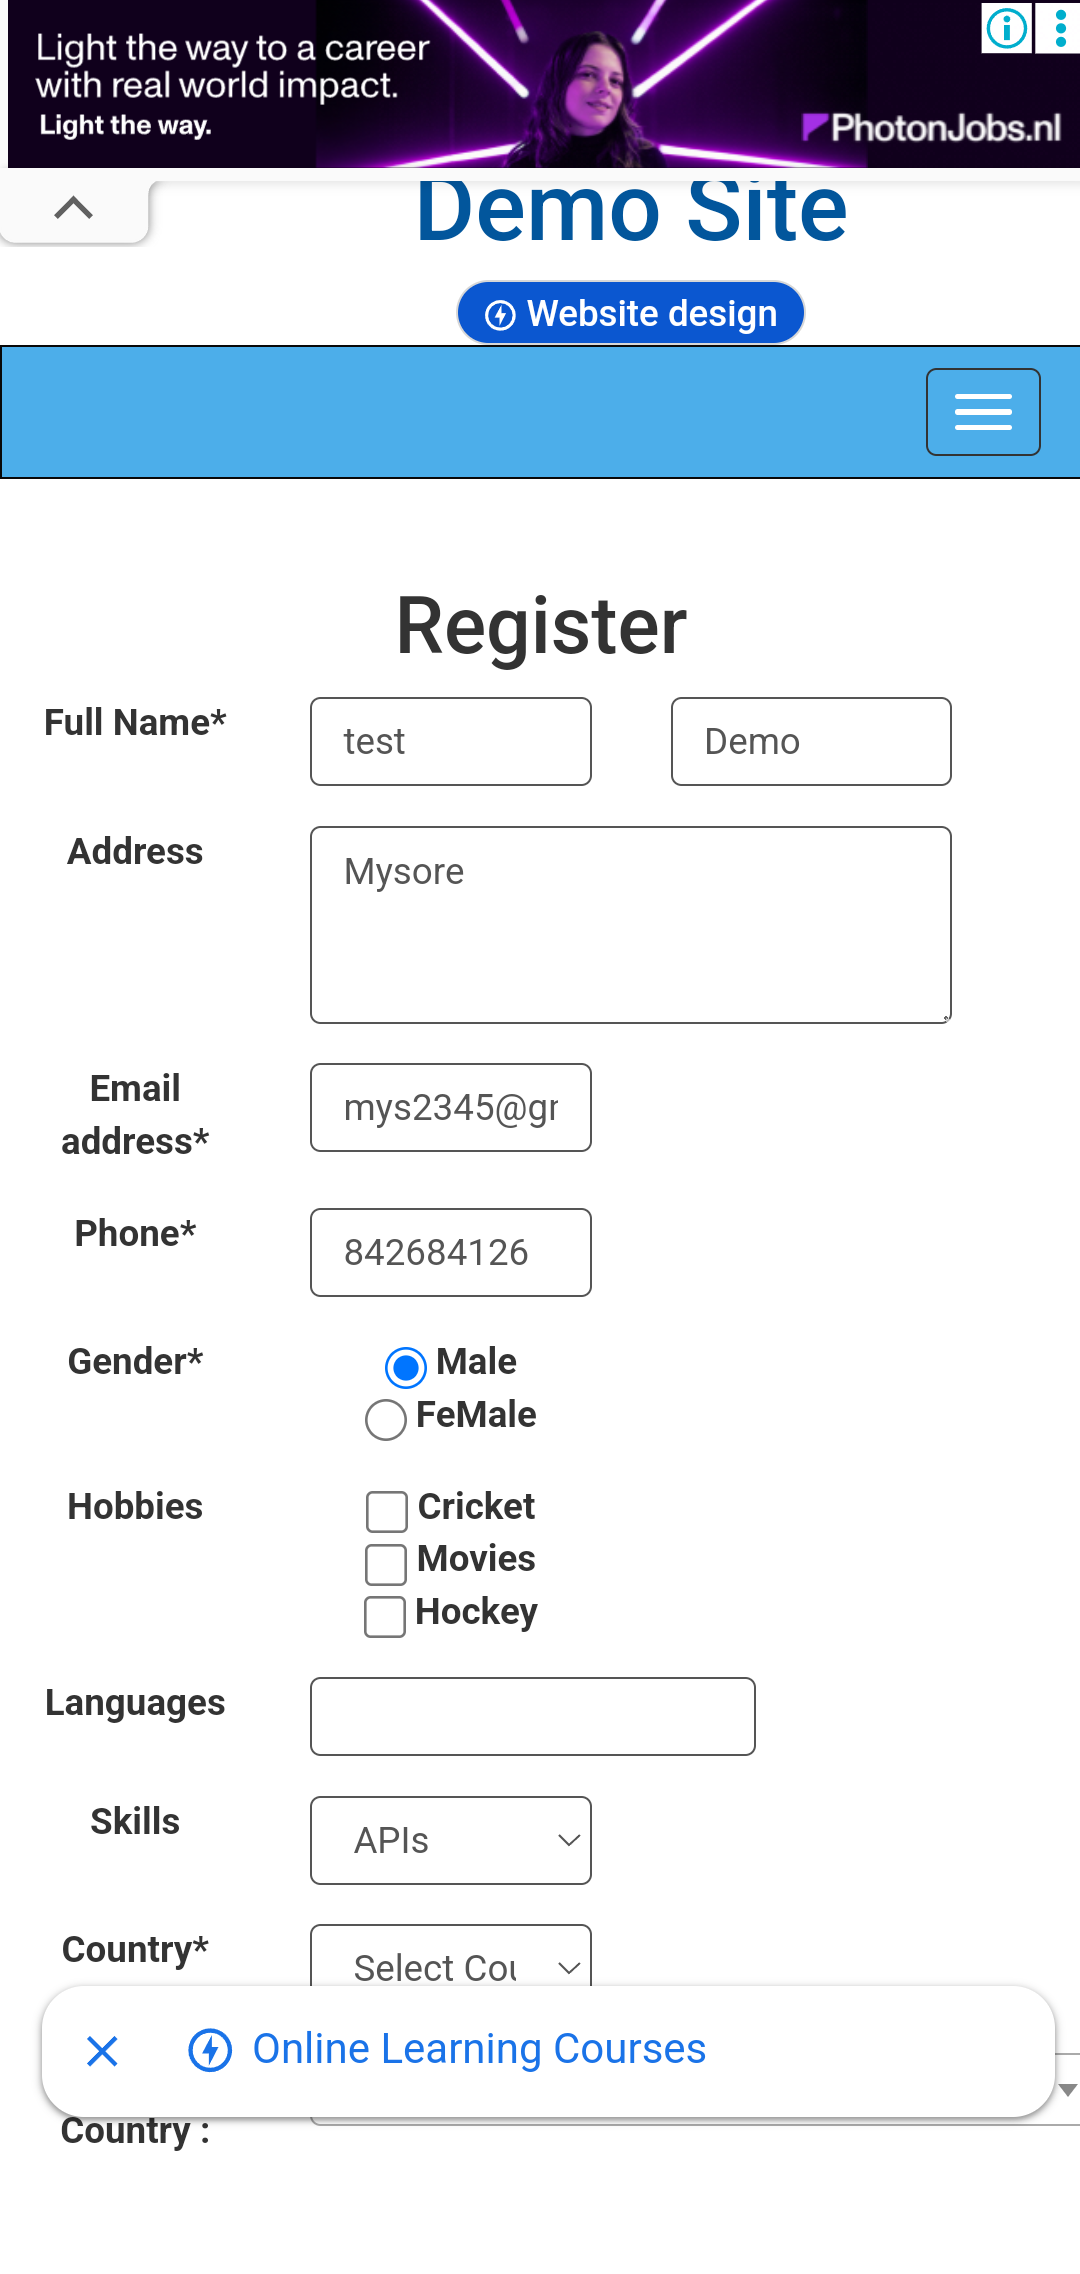 Light the way to a career
with real world impact.
Light the way.
PhotonJobs.nl
Demo Site
Website design
Register
Full Name*
test
Demo
Address
Mysore
Email
address*
mys2345@gr
Phone*
842684126
Gender*
Male
FeMale
Hobbies
Cricket
Movies
Hockey
Languages
Skills
APIs
Country*
Select Cou
Online Learning Courses
Country :